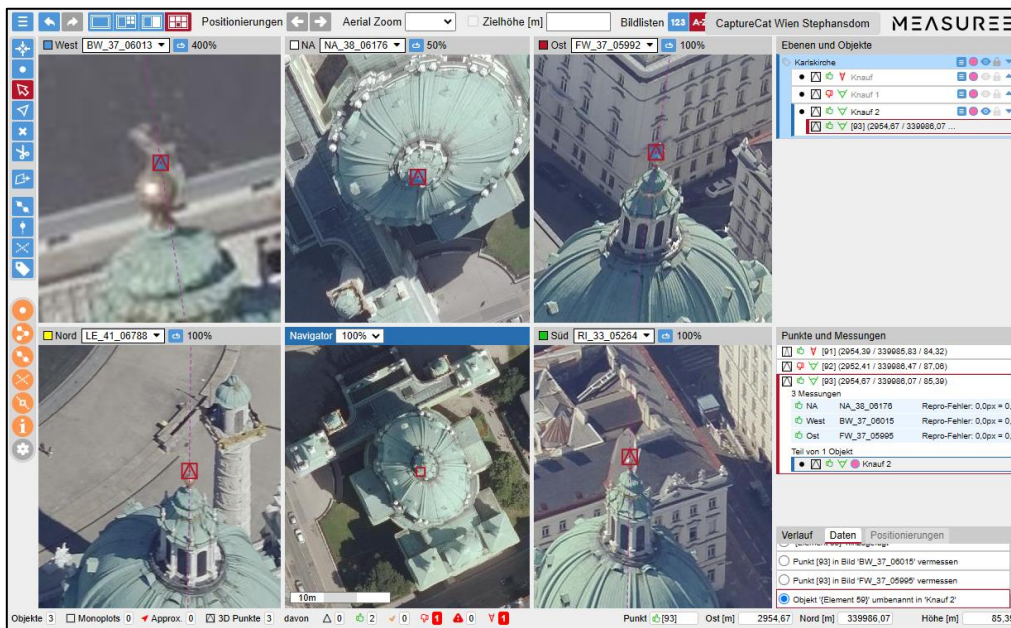 Positionierungen Aerial Zoom Zielhöhe [m] Bildlisten 123 A-Z CaptureCat Wien Stephansdom MEASUREE
West BW_37_06013 400%
NA NA_38_06176 50%
Ost FW_37_05992 100%
Ebenen und Objekte
Karlskirche
Knauf
Knauf 1
Knauf 2
[93] (2954,67 / 339986,07 ...
Nord LE_41_06788 100%
Navigator 100%
Süd RI_33_05264 100%
10m
Punkte und Messungen
[91] (2954,39 / 339985,83 / 84,32)
[92] (2952,41 / 339986,47 / 87,06)
[93] (2954,67 / 339986,07 / 85,39)
3 Messungen
NA NA_38_06176 Repro-Fehler: 0,0px = 0,
West BW_37_06015 Repro-Fehler: 0,0px = 0,
Ost FW_37_05995 Repro-Fehler: 0,0px = 0,
Teil von 1 Objekt
Knauf 2
Verlauf Daten Positionierungen
Punkt [93] in Bild 'BW_37_06015' vermessen
Punkt [93] in Bild 'FW_37_05995' vermessen
Objekt '{Element 59}' umbenannt in 'Knauf 2'
Objekte 3 Monoplots 0 Approx. 0 3D Punkte 3 davon 0 2 0 1 0 1 Punkt [93] Ost [m] 2954,67 Nord [m] 339986,07 Höhe [m] 85,39